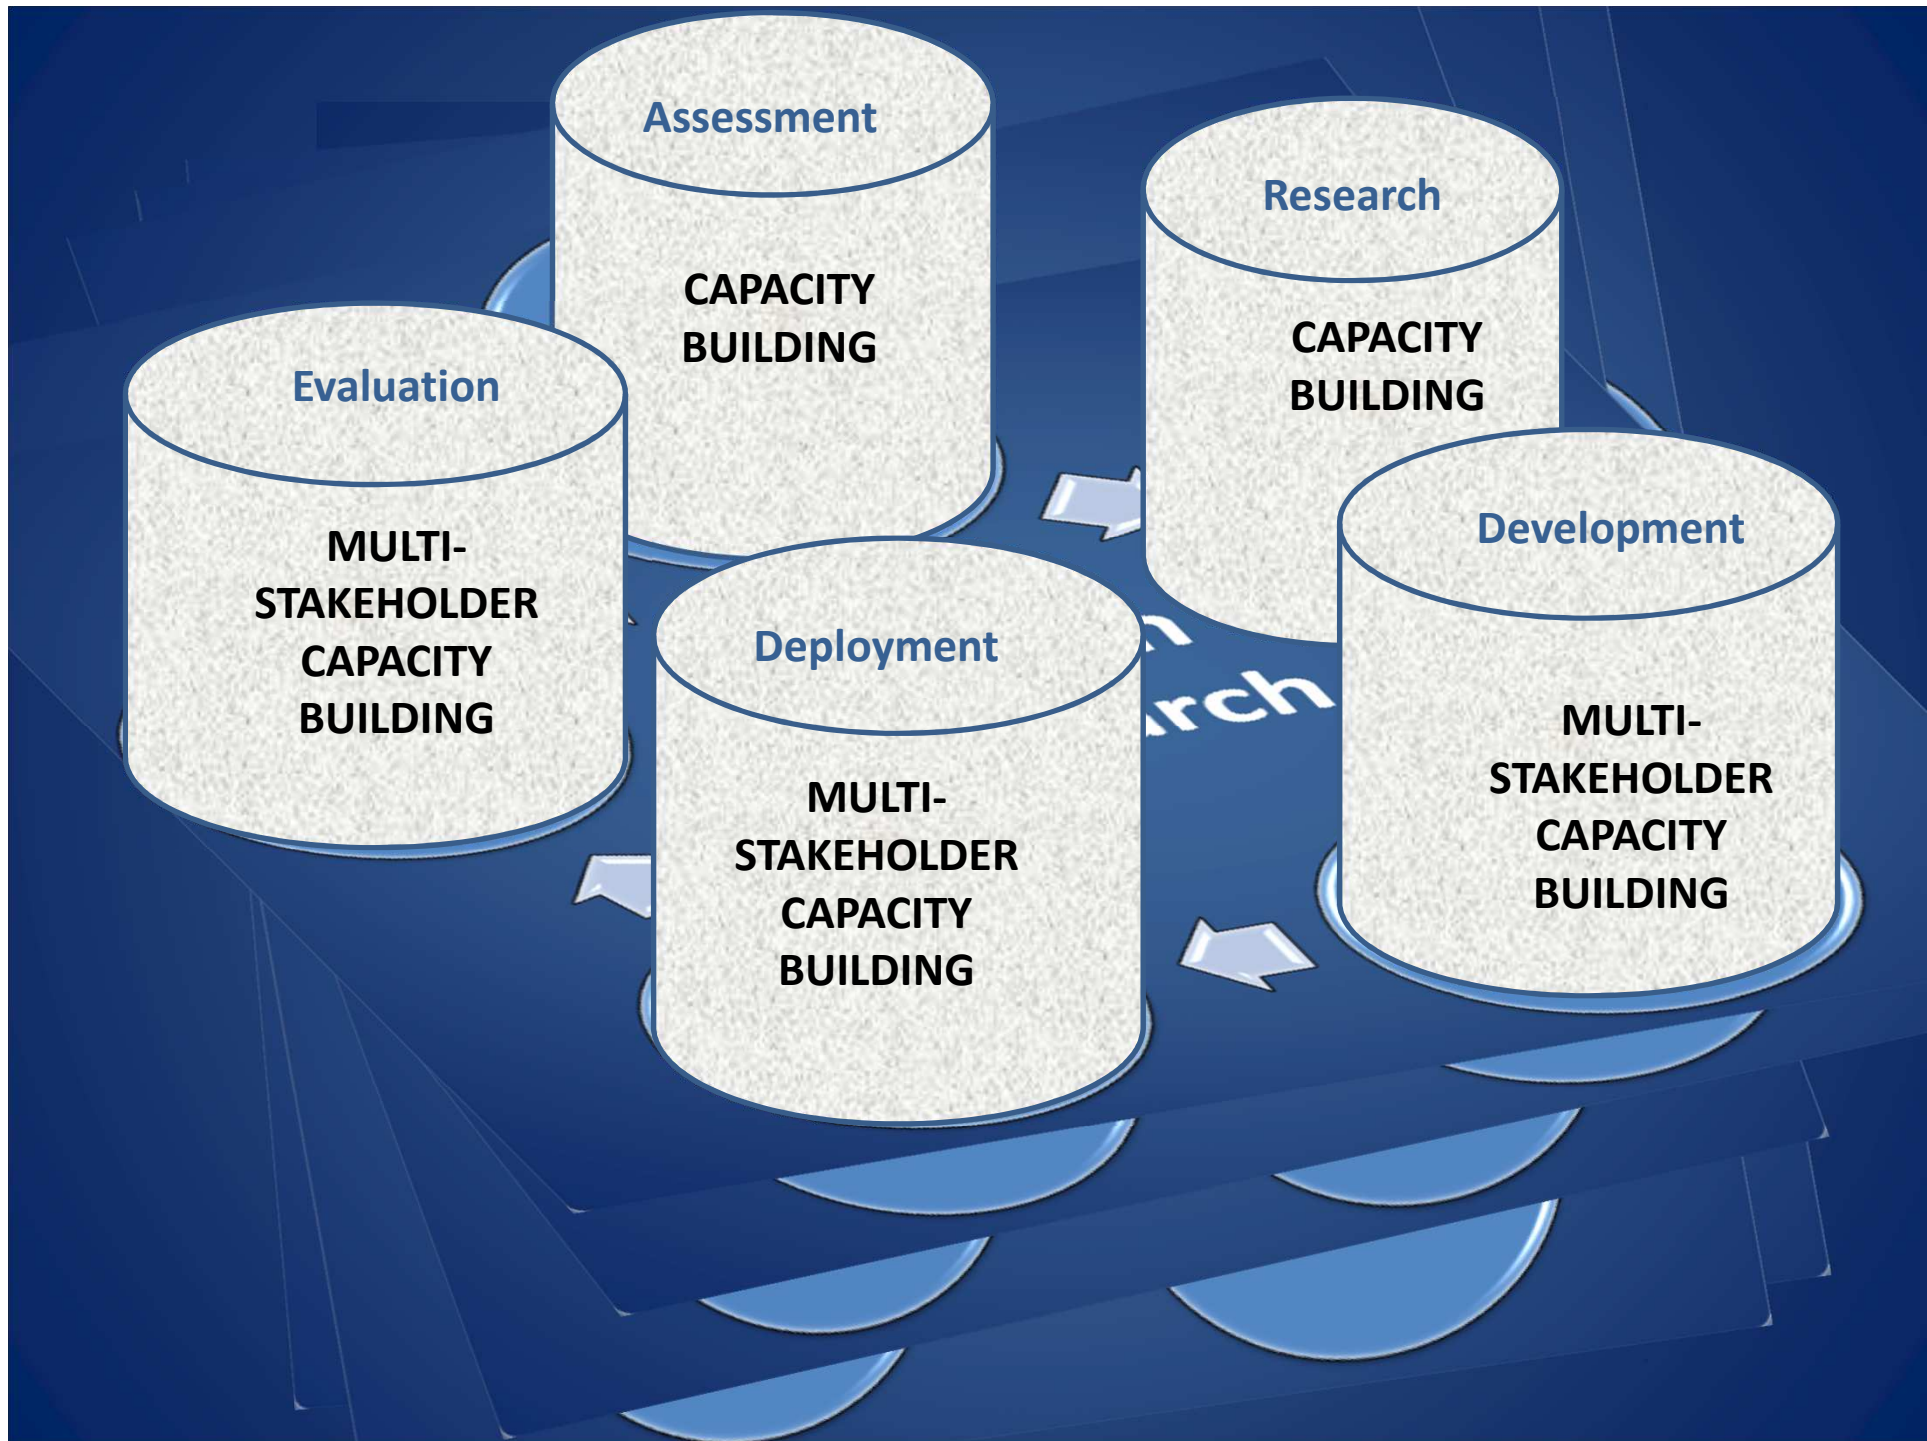 Assessment
CAPACITY
BUILDING
Research
CAPACITY
BUILDING
Evaluation
MULTI-
STAKEHOLDER
CAPACITY
BUILDING
Development
MULTI-
STAKEHOLDER
CAPACITY
BUILDING
Deployment
MULTI-
STAKEHOLDER
CAPACITY
BUILDING